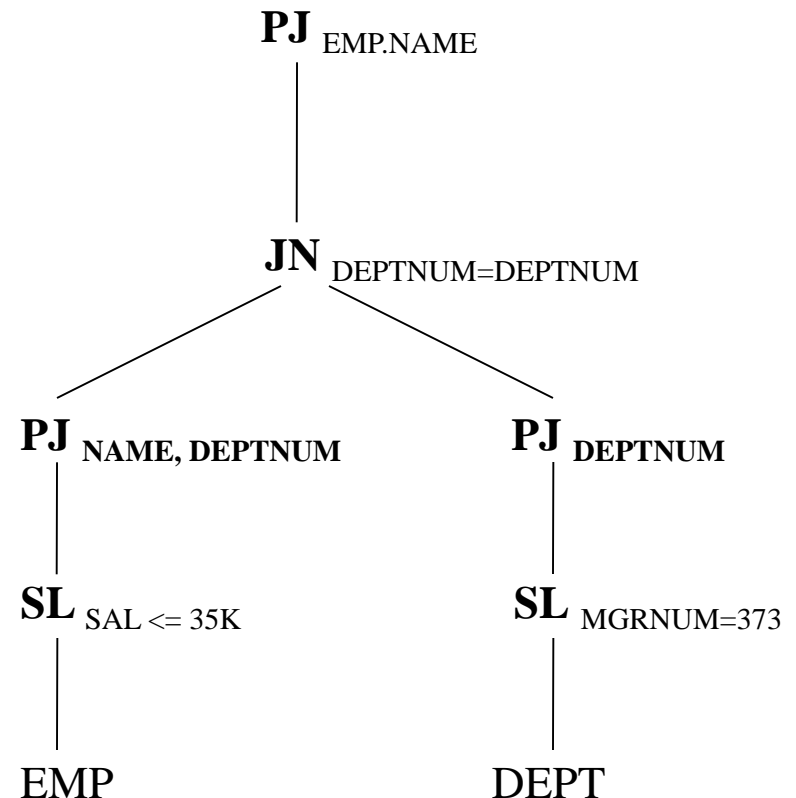 PJ EMP.NAME
JN DEPTNUM=DEPTNUM
PJ NAME, DEPTNUM
PJ DEPTNUM
SL SAL <= 35K
SL MGRNUM=373
EMP
DEPT